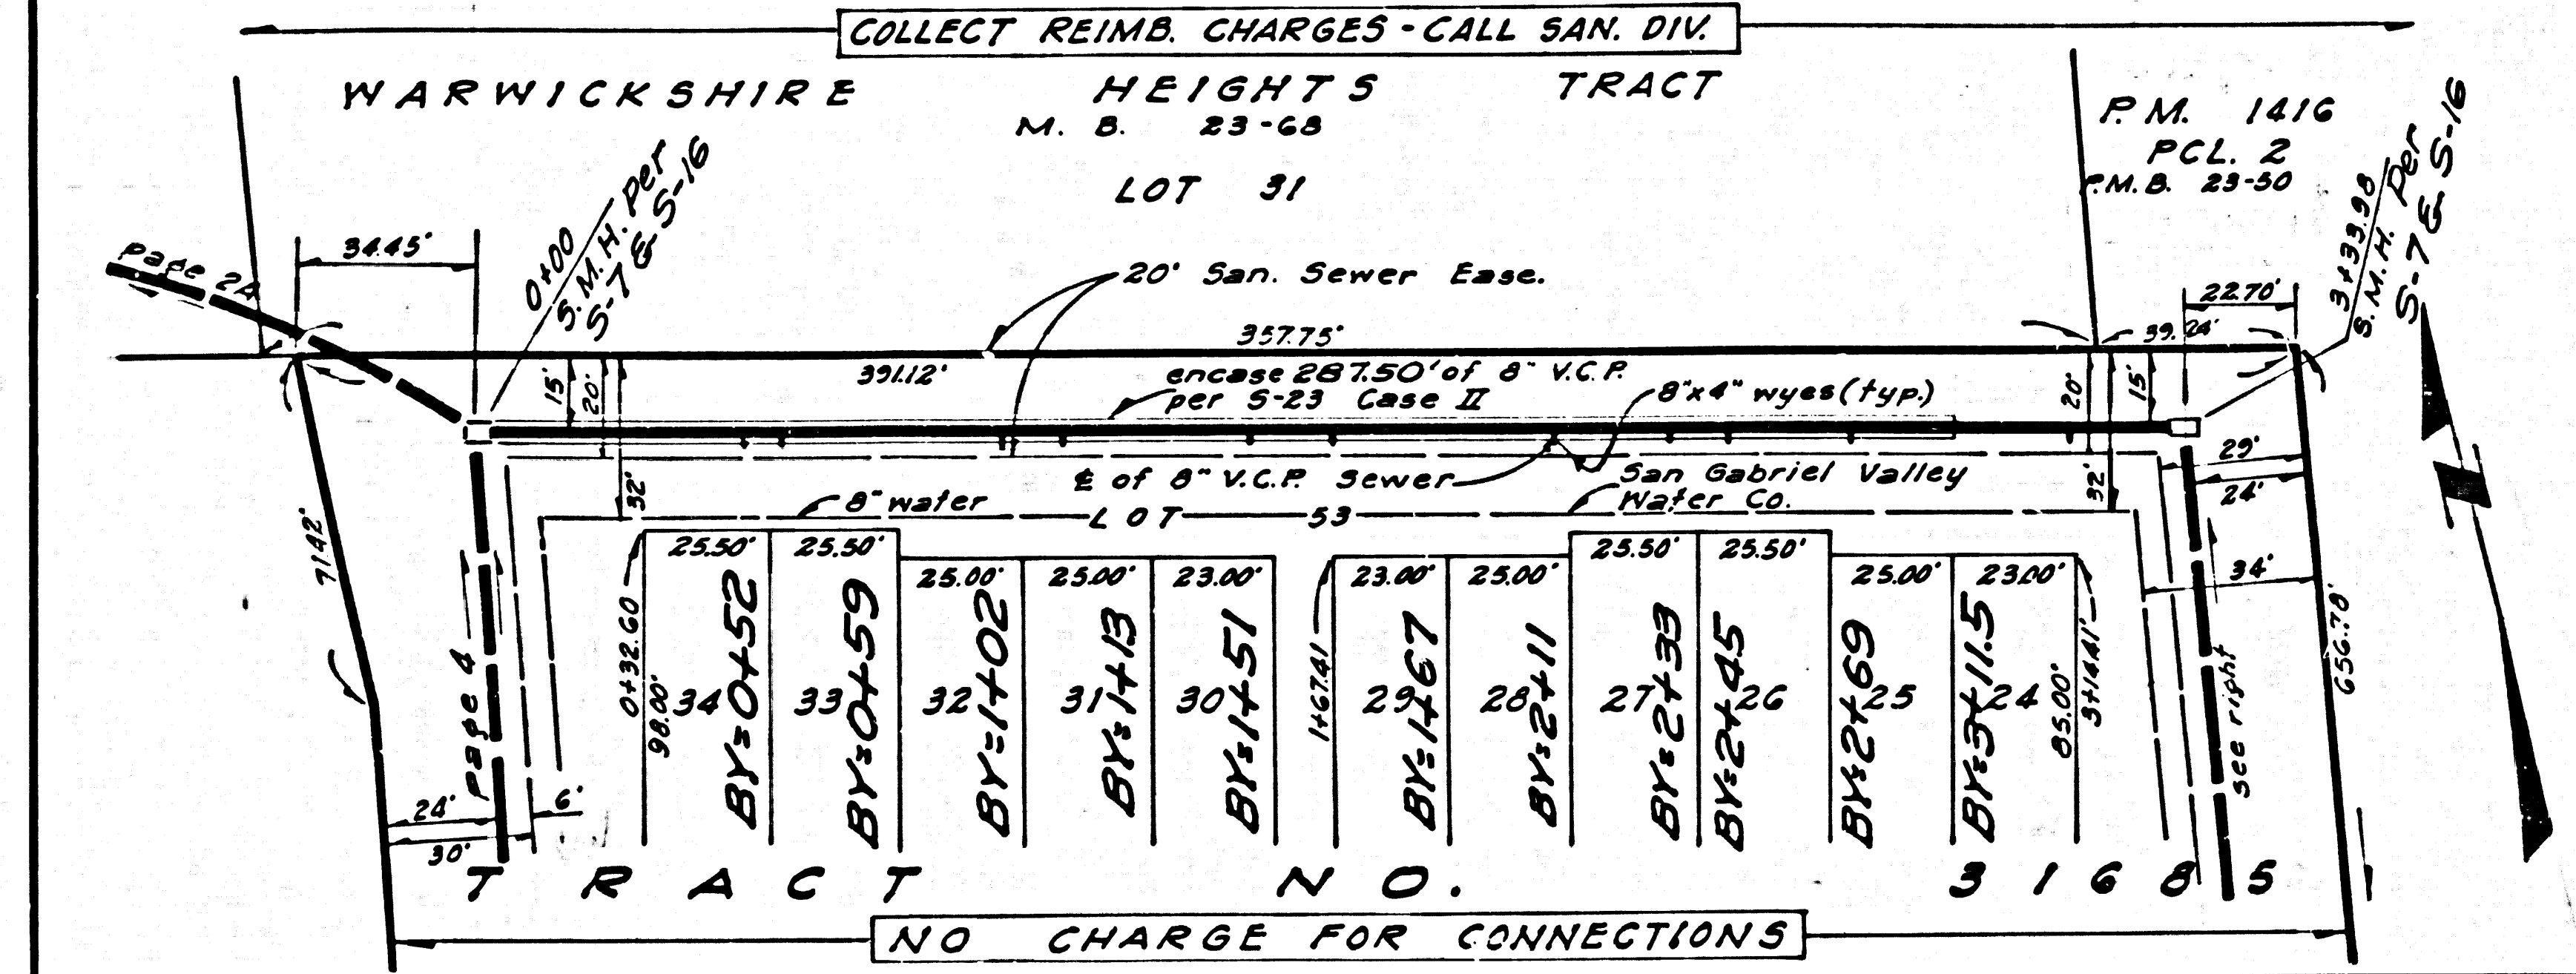 COLLECT REIMB. CHARGES - CALL SAN. DIV.
WARWICKSHIRE HEIGHTS TRACT
M. B. 23-68
LOT 31
P.M. 1416
PCL. 2
P.M.B. 23-50
page 2A
34.45'
0+00
S.M.H. per
S-7 & S-16
20' San. Sewer Ease.
3+33.98
S.M.H. Per
S-7 & S-16
22.70'
357.75'
39.24'
391.12'
15'
20'
32'
encase 287.50' of 8" V.C.P.
per S-23 Case II
8"x4" wyes (typ.)
20'
15'
32'
29'
24'
34'
₵ of 8" V.C.P. Sewer
San Gabriel Valley
Water Co.
8" water
LOT 53
71.42'
page 4
0+32.60
98.00'
25.50' 25.50' 25.00' 25.00' 23.00' 23.00' 25.00' 25.50' 25.50' 25.00' 23.00'
34 BY=0+52
33 BY=0+59
32 BY=1+02
31 BY=1+13
30 BY=1+51
1+67.41
29 BY=1+67
28 BY=2+11
27 BY=2+33
BY=2+45 26
BY=2+69 25
BY=3+11.5 24
85.00'
3+14.41'
see right
656.78'
N
24'
30'
6'
TRACT NO. 31685
NO CHARGE FOR CONNECTIONS